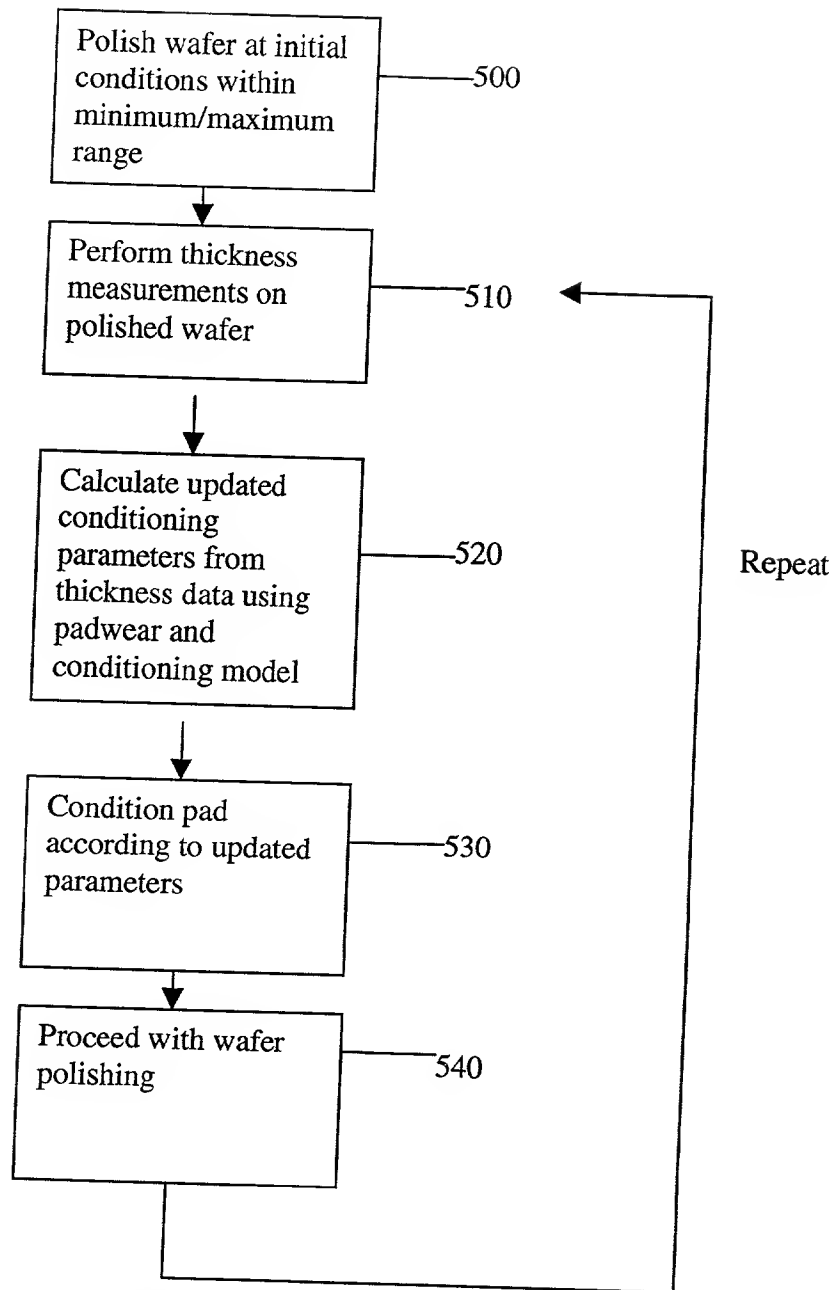 Polish wafer at initial
conditions within
minimum/maximum
range
500
Perform thickness
measurements on
polished wafer
510
Calculate updated
conditioning
parameters from
thickness data using
padwear and
conditioning model
520
Repeat
Condition pad
according to updated
parameters
530
Proceed with wafer
polishing
540